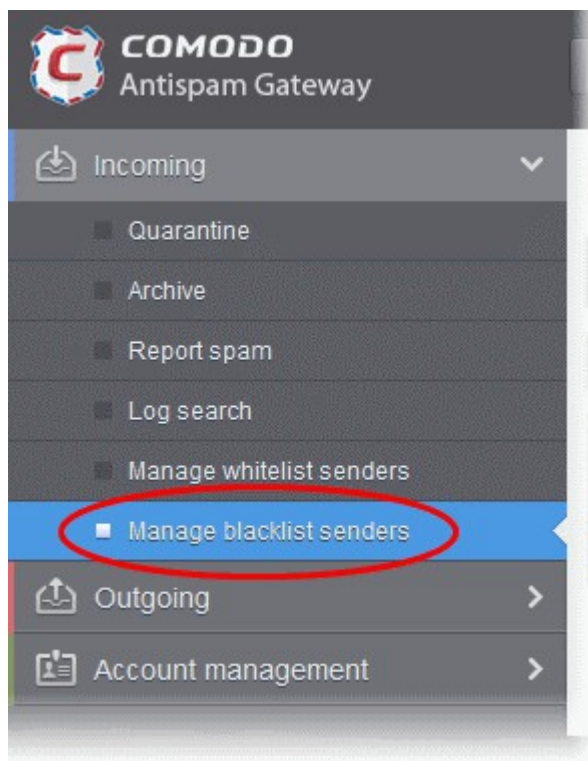 COMODO
Antispam Gateway
Incoming
Quarantine
Archive
Report spam
Log search
Manage whitelist senders
Manage blacklist senders
Outgoing
Account management